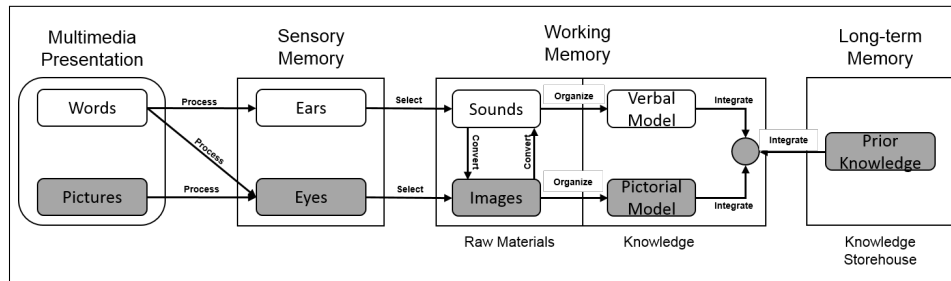 Multimedia
Presentation
Sensory
Memory
Working
Memory
Long-term
Memory
Words
Process
Ears
Select
Sounds
Organize
Verbal
Model
Integrate
Process
Convert
Convert
Integrate
Prior
Knowledge
Pictures
Process
Eyes
Select
Images
Organize
Pictorial
Model
Integrate
Raw Materials
Knowledge
Knowledge
Storehouse